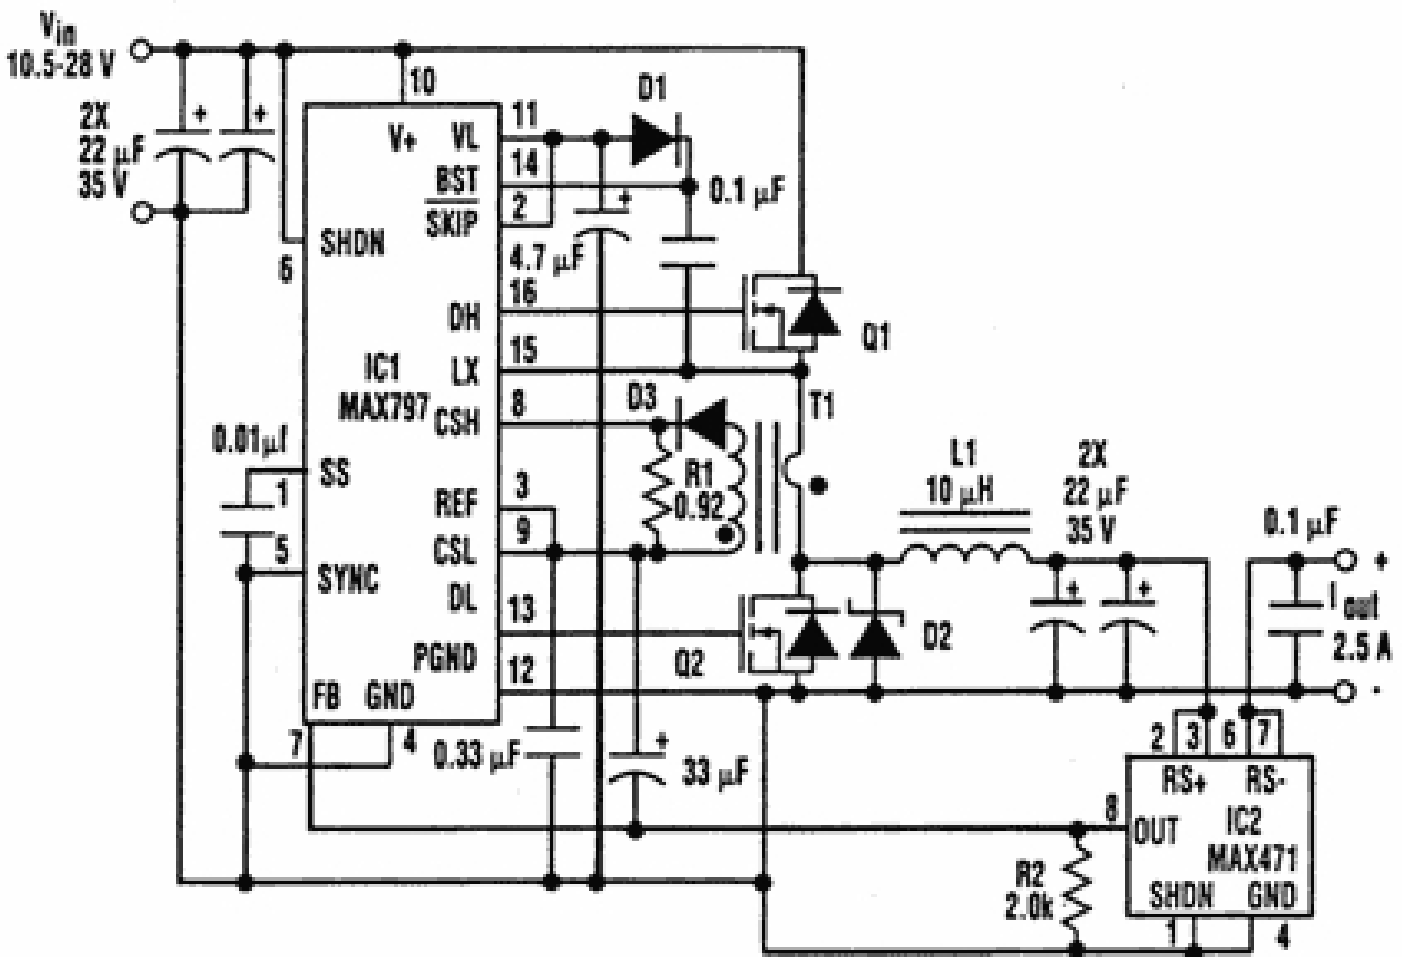 Vin
10.5-28 V
2X
22 µF
35 V
+
+
10
V+
VL
11
D1
14
BST
2
SKIP
+
0.1 µF
4.7 µF
SHDN
6
16
DH
Q1
15
LX
IC1
MAX797
8
CSH
D3
T1
0.01µf
SS
1
R1
0.92
3
REF
9
CSL
5
SYNC
L1
10 µH
2X
22 µF
35 V
+
+
0.1 µF
+
I out
2.5 A
-
DL
13
Q2
D2
PGND
12
FB
GND
7
4
0.33 µF
+
33 µF
2
3
6
7
RS+
RS-
8
OUT
IC2
MAX471
R2
2.0k
SHDN
GND
1
4